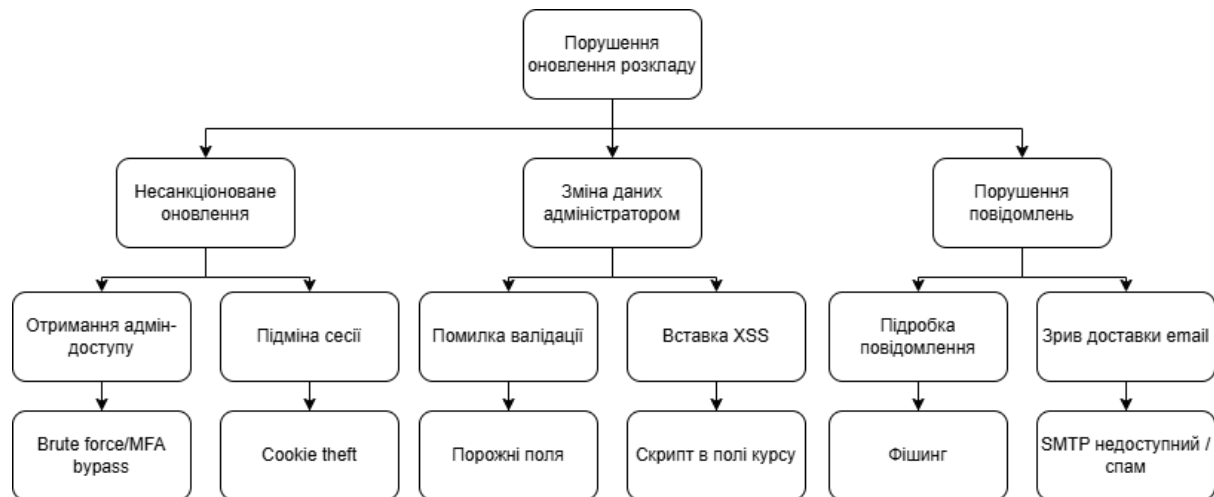 Порушення
оновлення розкладу
Несанкціоноване
оновлення
Зміна даних
адміністратором
Порушення
повідомлень
Отримання адмін-
доступу
Підміна сесії
Помилка валідації
Вставка XSS
Підробка
повідомлення
Зрив доставки email
Brute force/MFA
bypass
Cookie theft
Порожні поля
Скрипт в полі курсу
Фішинг
SMTP недоступний /
спам